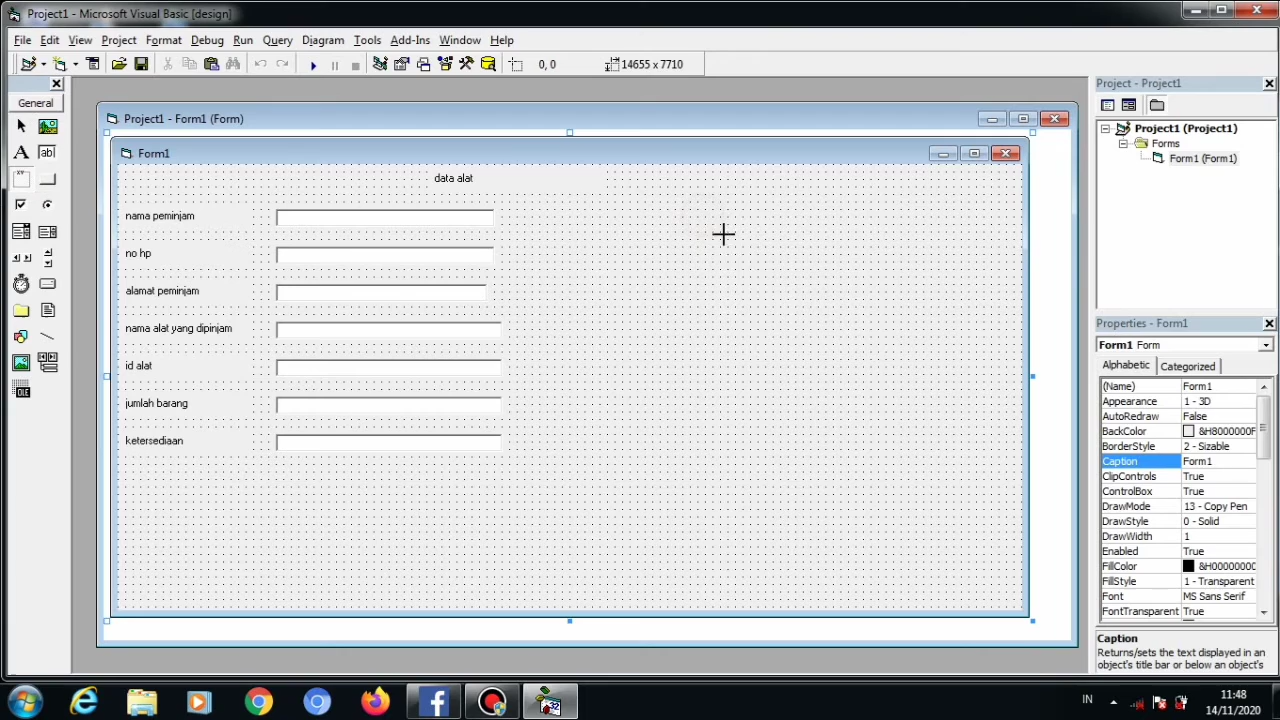 Project1 - Microsoft Visual Basic [design]
File Edit View Project Format Debug Run Query Diagram Tools Add-Ins Window Help
0, 0
14655 x 7710
General
Project1 - Form1 (Form)
Form1
data alat
nama peminjam
no hp
alamat peminjam
nama alat yang dipinjam
id alat
jumlah barang
ketersediaan
Project - Project1
Project1 (Project1)
Forms
Form1 (Form1)
Properties - Form1
Form1 Form
Alphabetic Categorized
(Name) Form1
Appearance 1 - 3D
AutoRedraw False
BackColor &H8000000F
BorderStyle 2 - Sizable
Caption Form1
ClipControls True
ControlBox True
DrawMode 13 - Copy Pen
DrawStyle 0 - Solid
DrawWidth 1
Enabled True
FillColor &H0000000
FillStyle 1 - Transparent
Font MS Sans Serif
FontTransparent True
Caption
Returns/sets the text displayed in an
object's title bar or below an object's
IN
11:48
14/11/2020